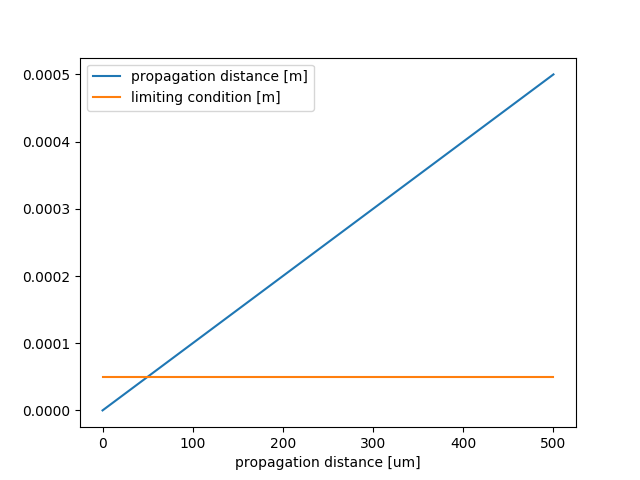 propagation distance [m]
limiting condition [m]
0.0005
0.0004
0.0003
0.0002
0.0001
0.0000
0 100 200 300 400 500
propagation distance [um]